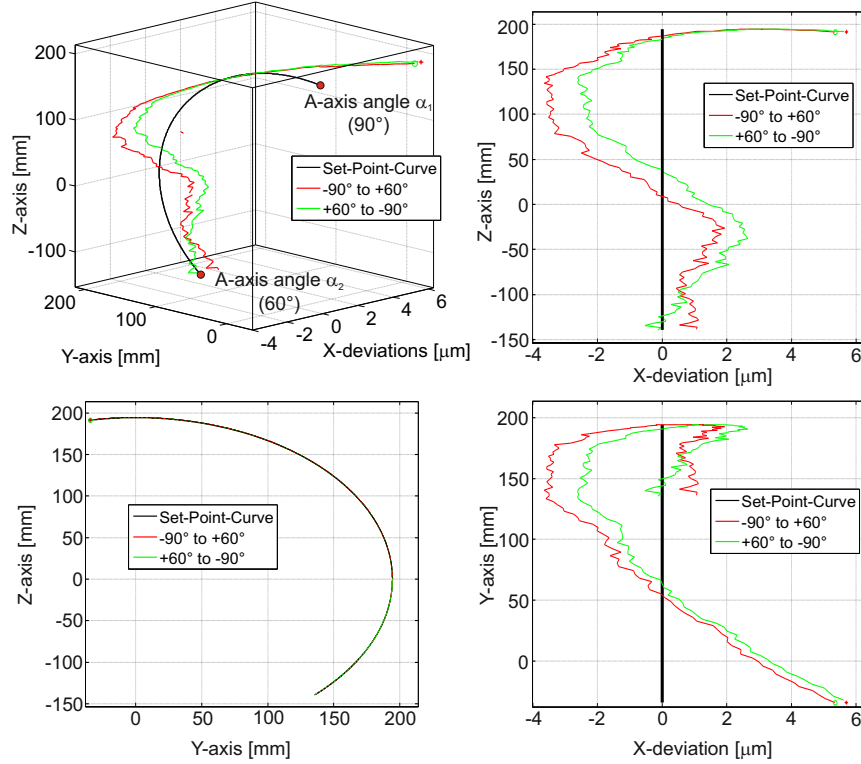 200
100
0
-100
Z-axis [mm]
200
100
0
Y-axis [mm]
-4
-2
0
2
4
6
X-deviations [µm]
A-axis angle α₁
(90°)
A-axis angle α₂
(60°)
Set-Point-Curve
-90° to +60°
+60° to -90°
200
150
100
50
0
-50
-100
-150
Z-axis [mm]
-4
-2
0
2
4
6
X-deviation [µm]
Set-Point-Curve
-90° to +60°
+60° to -90°
200
150
100
50
0
-50
-100
-150
Z-axis [mm]
0
50
100
150
200
Y-axis [mm]
Set-Point-Curve
-90° to +60°
+60° to -90°
200
150
100
50
0
Y-axis [mm]
-4
-2
0
2
4
6
X-deviation [µm]
Set-Point-Curve
-90° to +60°
+60° to -90°